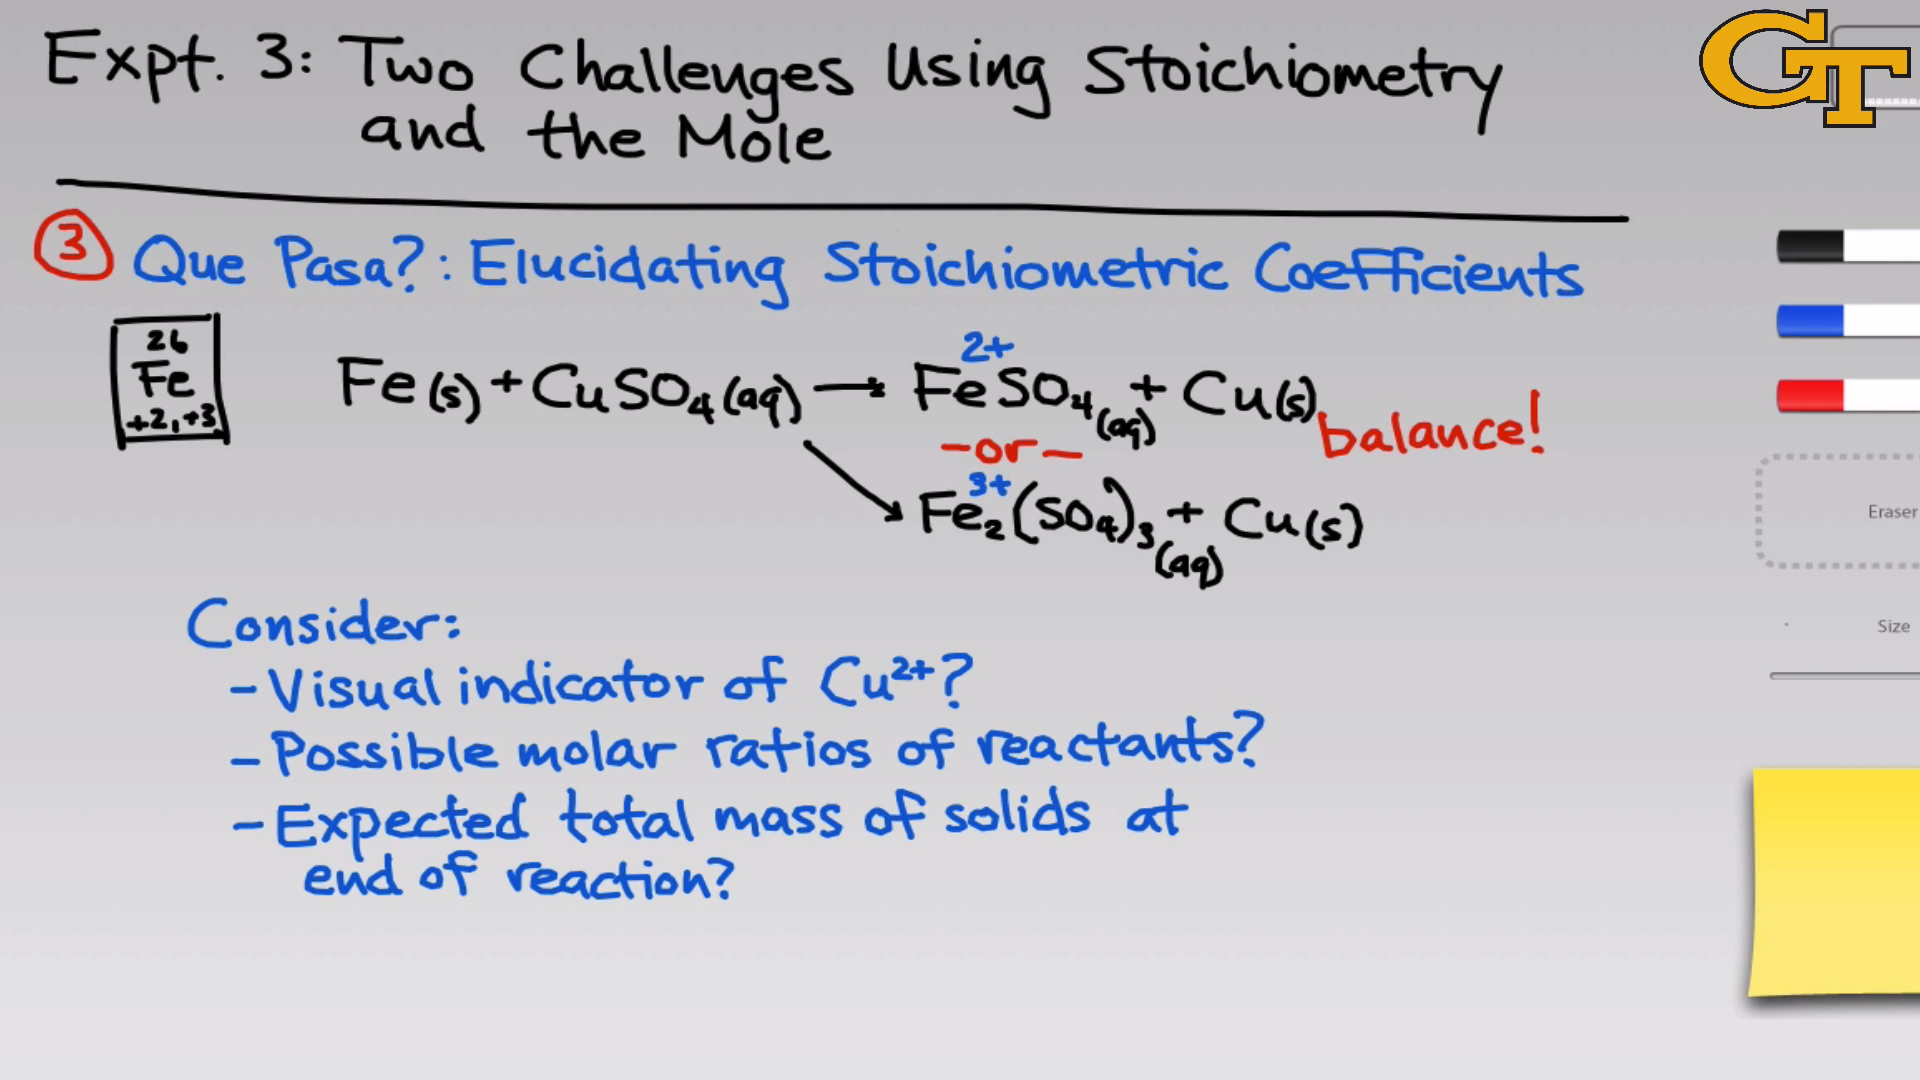 Expt. 3: Two Challenges Using Stoichiometry
and the Mole
GT
3 Que Pasa?: Elucidating Stoichiometric Coefficients
26
Fe
+2, +3
2+
Fe(s) + CuSO₄(aq) → FeSO₄(aq) + Cu(s)
balance!
-or-
3+
Fe₂(SO₄)₃(aq) + Cu(s)
Consider:
- Visual indicator of Cu²⁺?
- Possible molar ratios of reactants?
- Expected total mass of solids at
end of reaction?
Eraser
Size